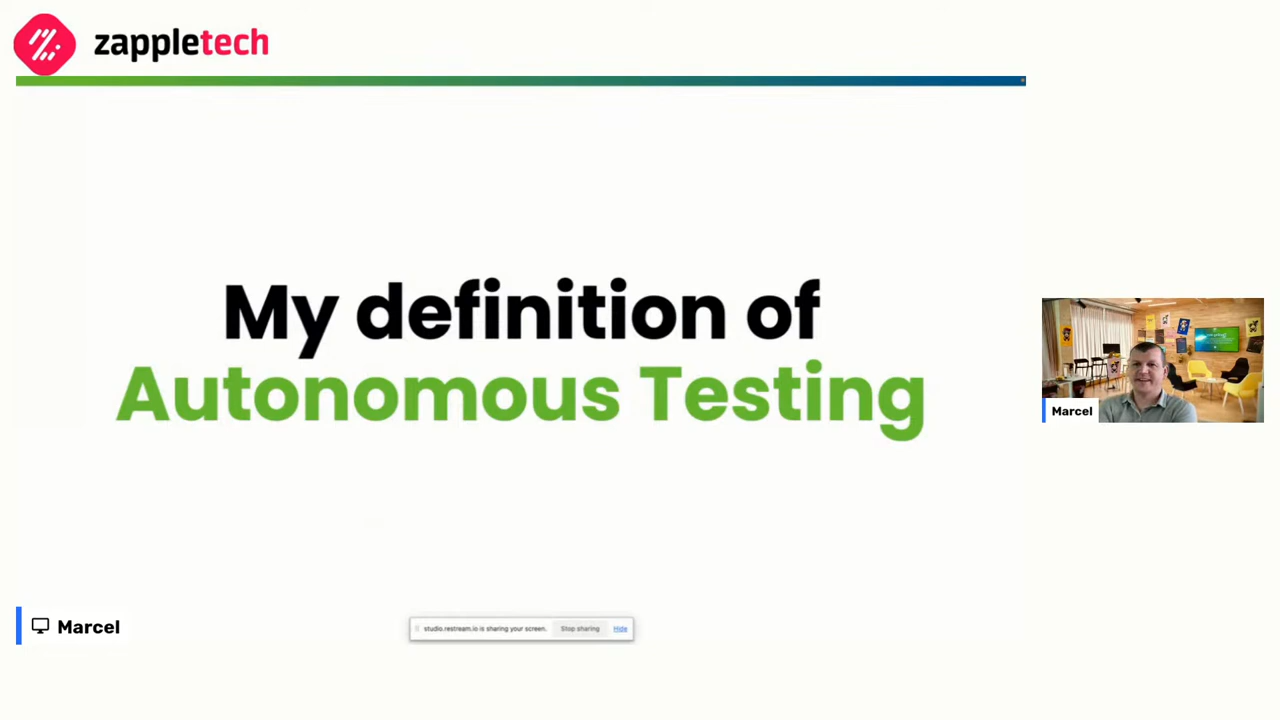 zappletech
My definition of
Autonomous Testing
Marcel
Marcel
studio.restream.io is sharing your screen.
Stop sharing
Hide